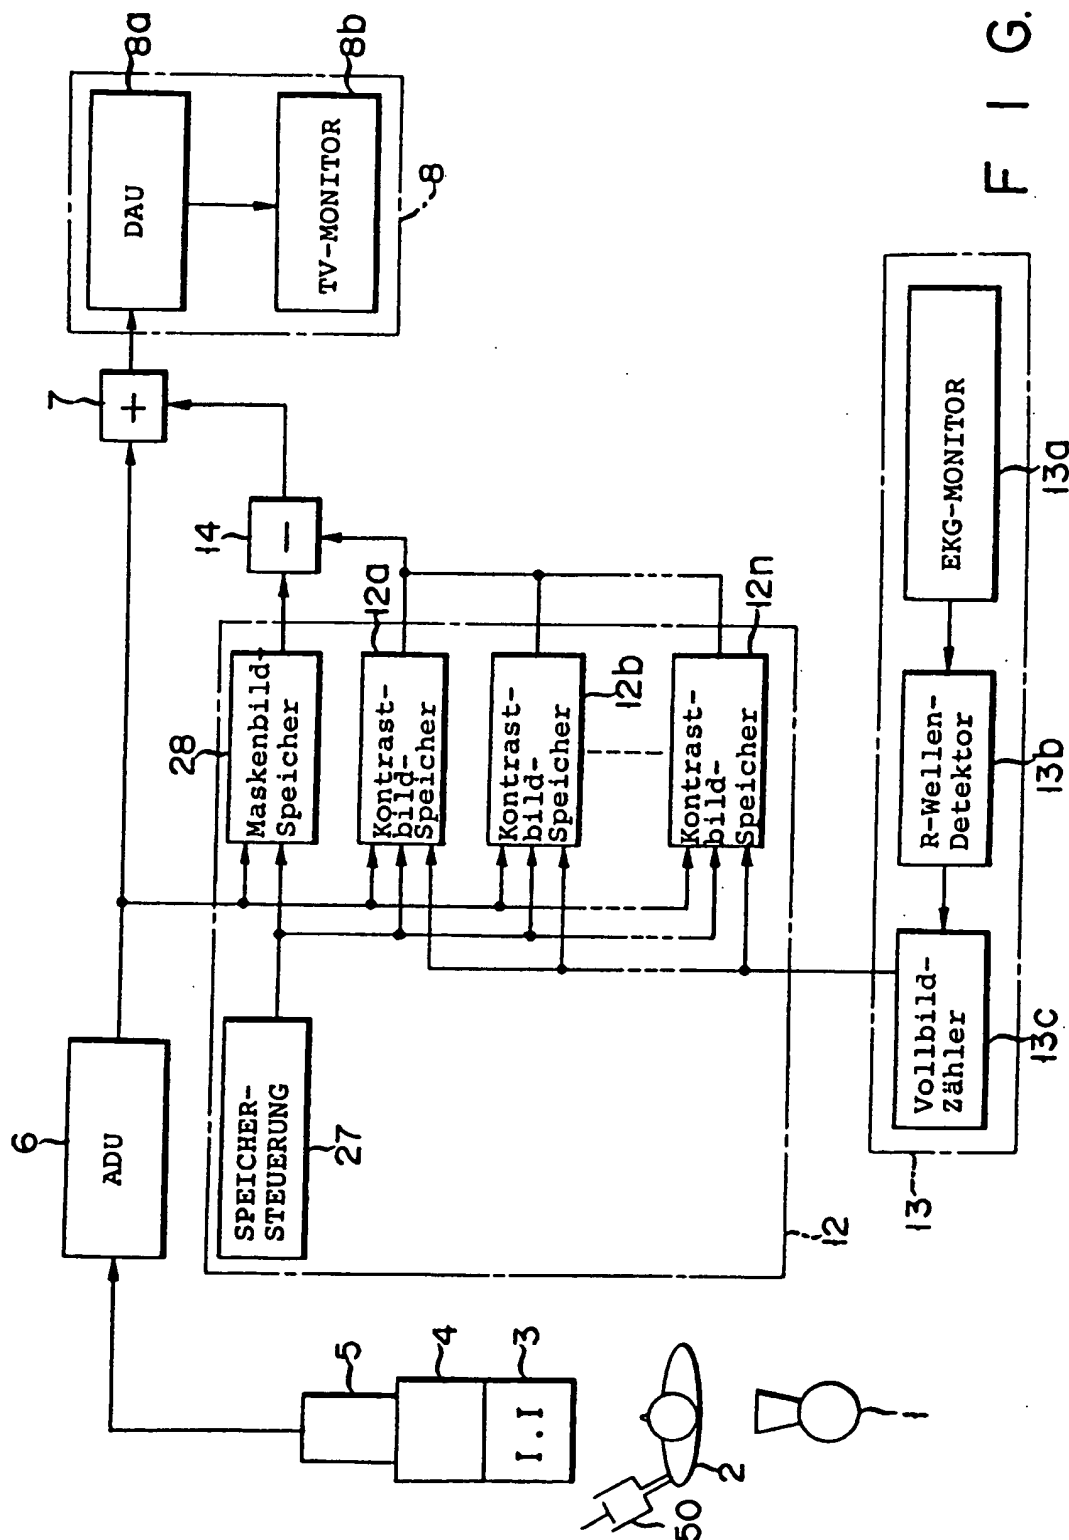 8a
8b
DAU
TV-MONITOR
8
7
+
14
−
28
Maskenbild-
Speicher
12a
Kontrast-
bild-
Speicher
12b
Kontrast-
bild-
Speicher
12n
Kontrast-
bild-
Speicher
6
ADU
SPEICHER-
STEUERUNG
27
12
EKG-MONITOR
13a
R-Wellen-
Detektor
13b
Vollbild-
Zähler
13c
13
5
4
3
I.I
2
50
1
FIG.